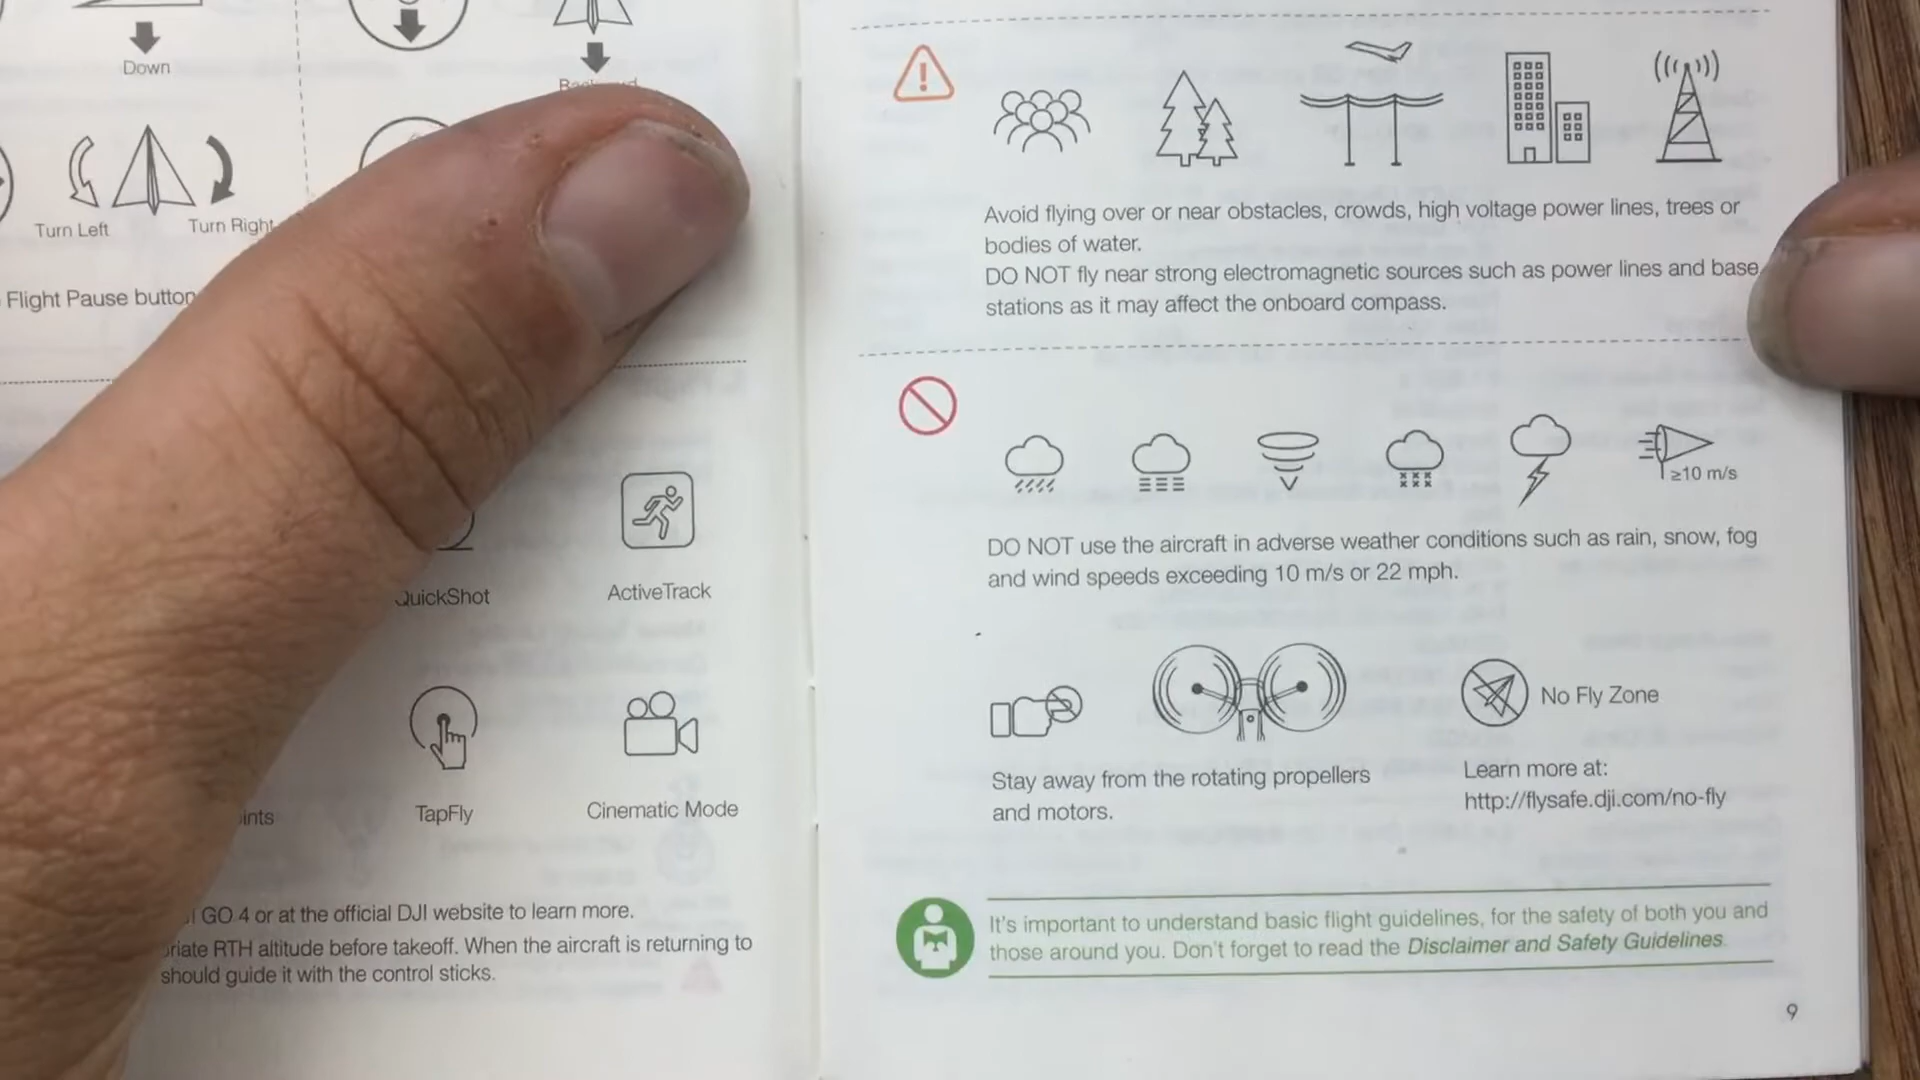 Down
Turn Left
Turn Right
Flight Pause button
QuickShot
ActiveTrack
TapFly
Cinematic Mode
GO 4 or at the official DJI website to learn more.
RTH altitude before takeoff. When the aircraft is returning to
should guide it with the control sticks.
Avoid flying over or near obstacles, crowds, high voltage power lines, trees or
bodies of water.
DO NOT fly near strong electromagnetic sources such as power lines and base
stations as it may affect the onboard compass.
≥10 m/s
DO NOT use the aircraft in adverse weather conditions such as rain, snow, fog
and wind speeds exceeding 10 m/s or 22 mph.
Stay away from the rotating propellers
and motors.
No Fly Zone
Learn more at:
http://flysafe.dji.com/no-fly
It's important to understand basic flight guidelines, for the safety of both you and
those around you. Don't forget to read the Disclaimer and Safety Guidelines.
9